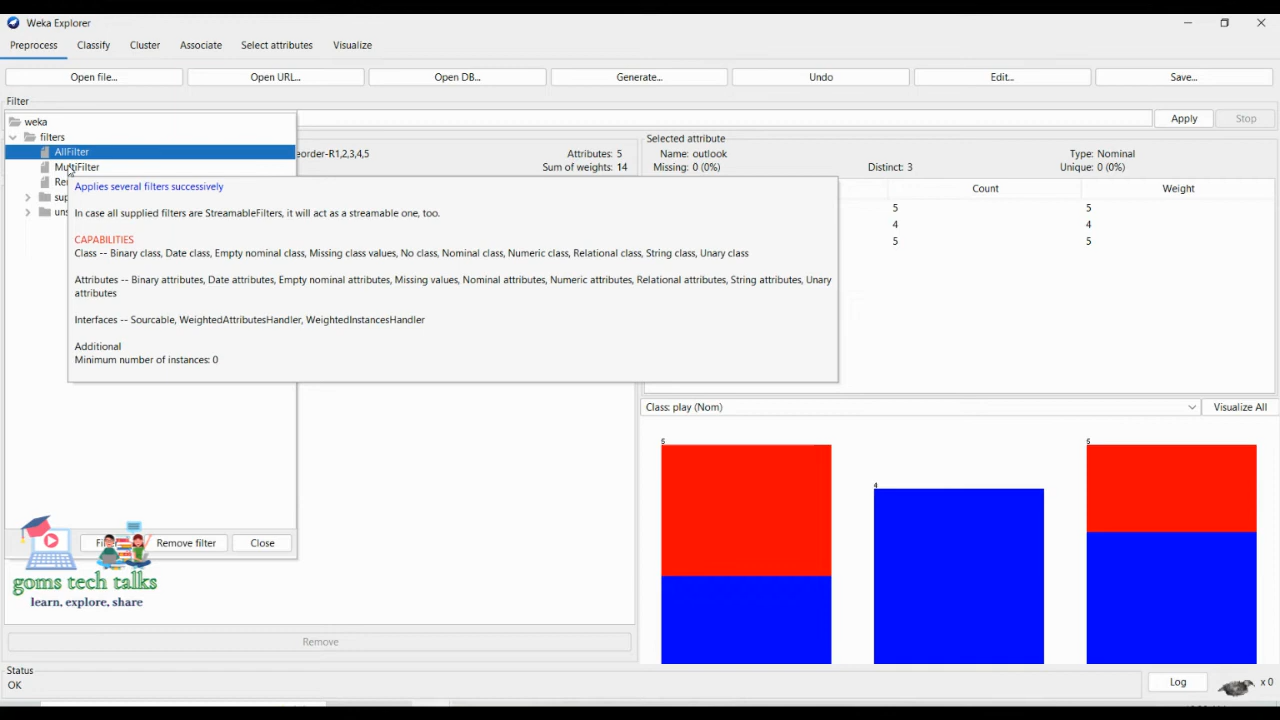 Weka Explorer
Preprocess
Classify
Cluster
Associate
Select attributes
Visualize
Open file...
Open URL...
Open DB...
Generate...
Undo
Edit...
Save...
Filter
weka
Apply
Stop
filters
AllFilter
MultiFilter
eorder-R1,2,3,4,5
Attributes: 5
Sum of weights: 14
Selected attribute
Name: outlook
Type: Nominal
Missing: 0 (0%)
Distinct: 3
Unique: 0 (0%)
Count
Weight
5
5
4
4
5
5
Applies several filters successively
In case all supplied filters are StreamableFilters, it will act as a streamable one, too.
CAPABILITIES
Class -- Binary class, Date class, Empty nominal class, Missing class values, No class, Nominal class, Numeric class, Relational class, String class, Unary class
Attributes -- Binary attributes, Date attributes, Empty nominal attributes, Missing values, Nominal attributes, Numeric attributes, Relational attributes, String attributes, Unary
attributes
Interfaces -- Sourcable, WeightedAttributesHandler, WeightedInstancesHandler
Additional
Minimum number of instances: 0
Class: play (Nom)
Visualize All
5
4
5
Remove filter
Close
goms tech talks
learn, explore, share
Remove
Status
OK
Log
x 0